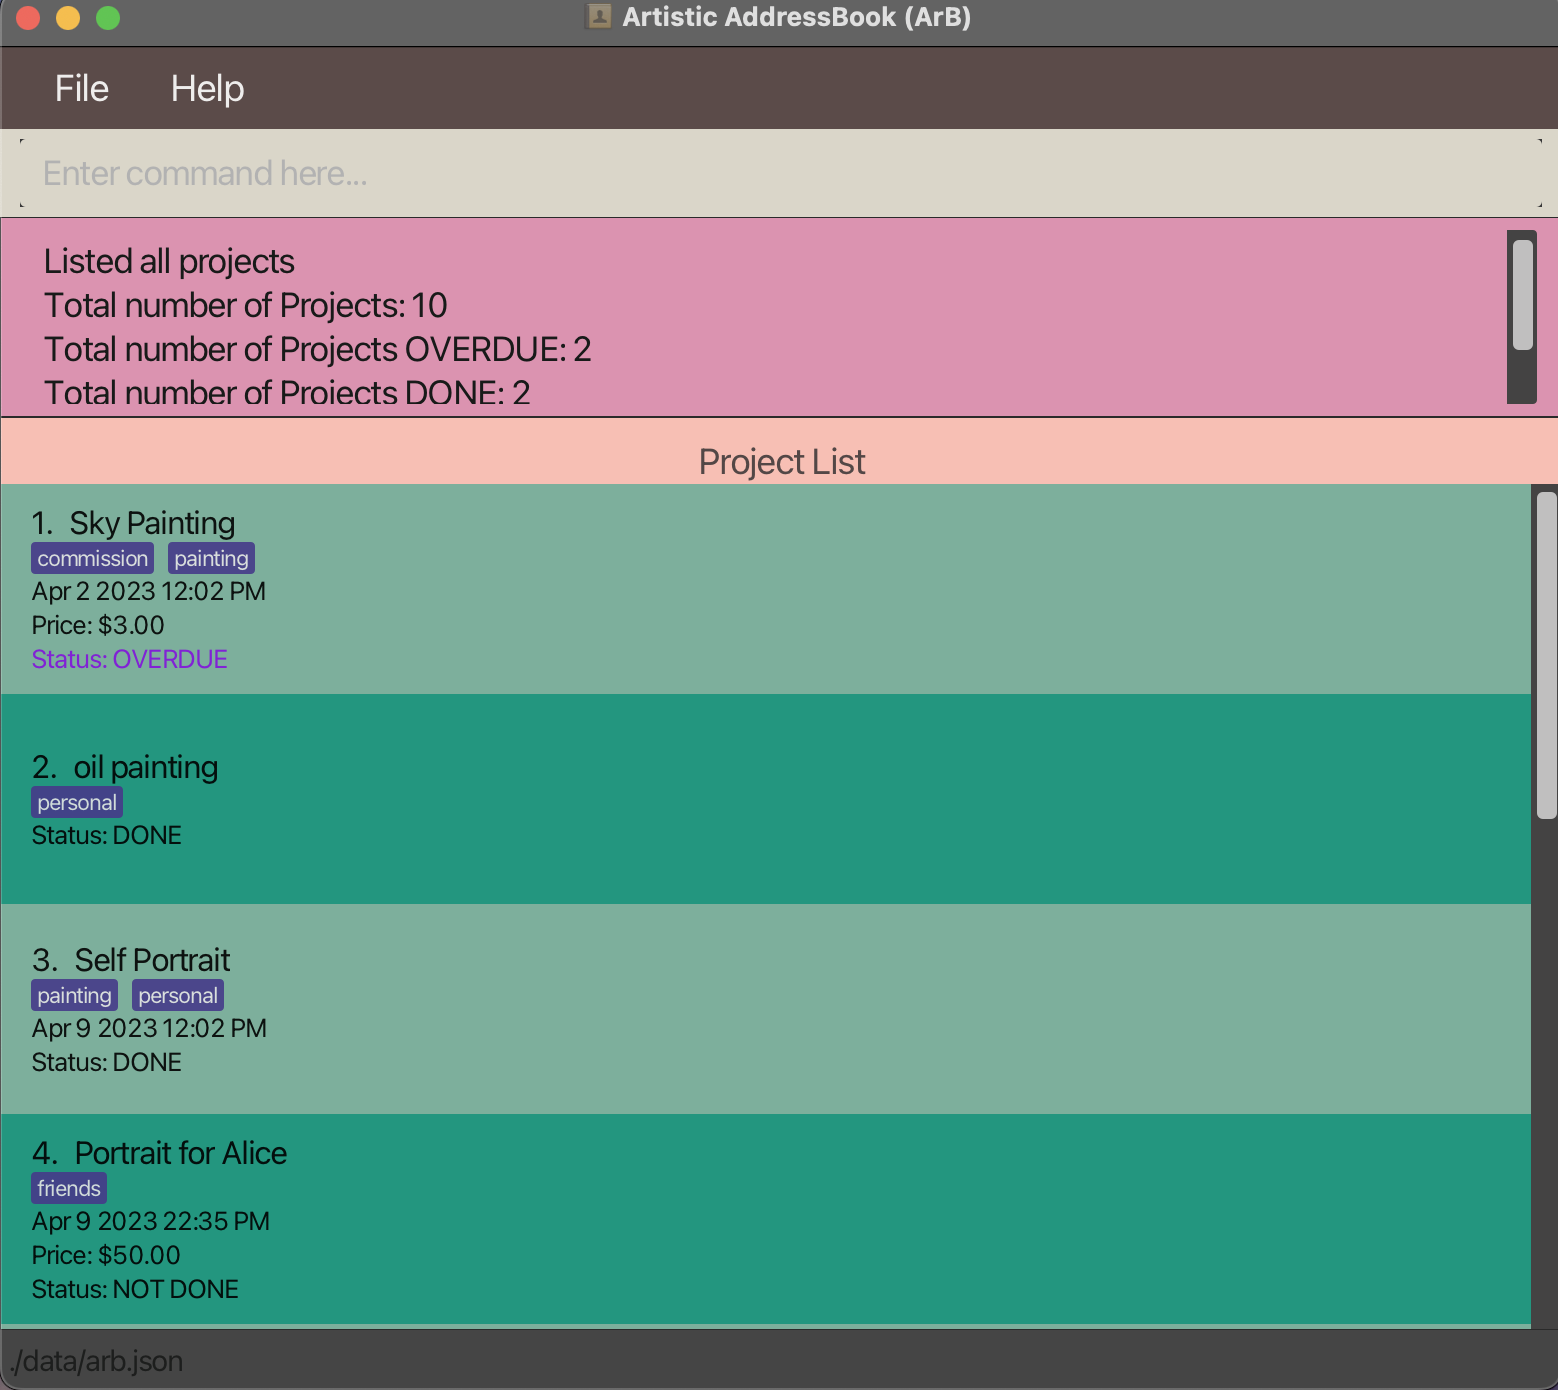 Artistic AddressBook (ArB)
File Help
Enter command here...
Listed all projects
Total number of Projects: 10
Total number of Projects OVERDUE: 2
Total number of Projects DONE: 2
Project List
1. Sky Painting
commission painting
Apr 2 2023 12:02 PM
Price: $3.00
Status: OVERDUE
2. oil painting
personal
Status: DONE
3. Self Portrait
painting personal
Apr 9 2023 12:02 PM
Status: DONE
4. Portrait for Alice
friends
Apr 9 2023 22:35 PM
Price: $50.00
Status: NOT DONE
./data/arb.json